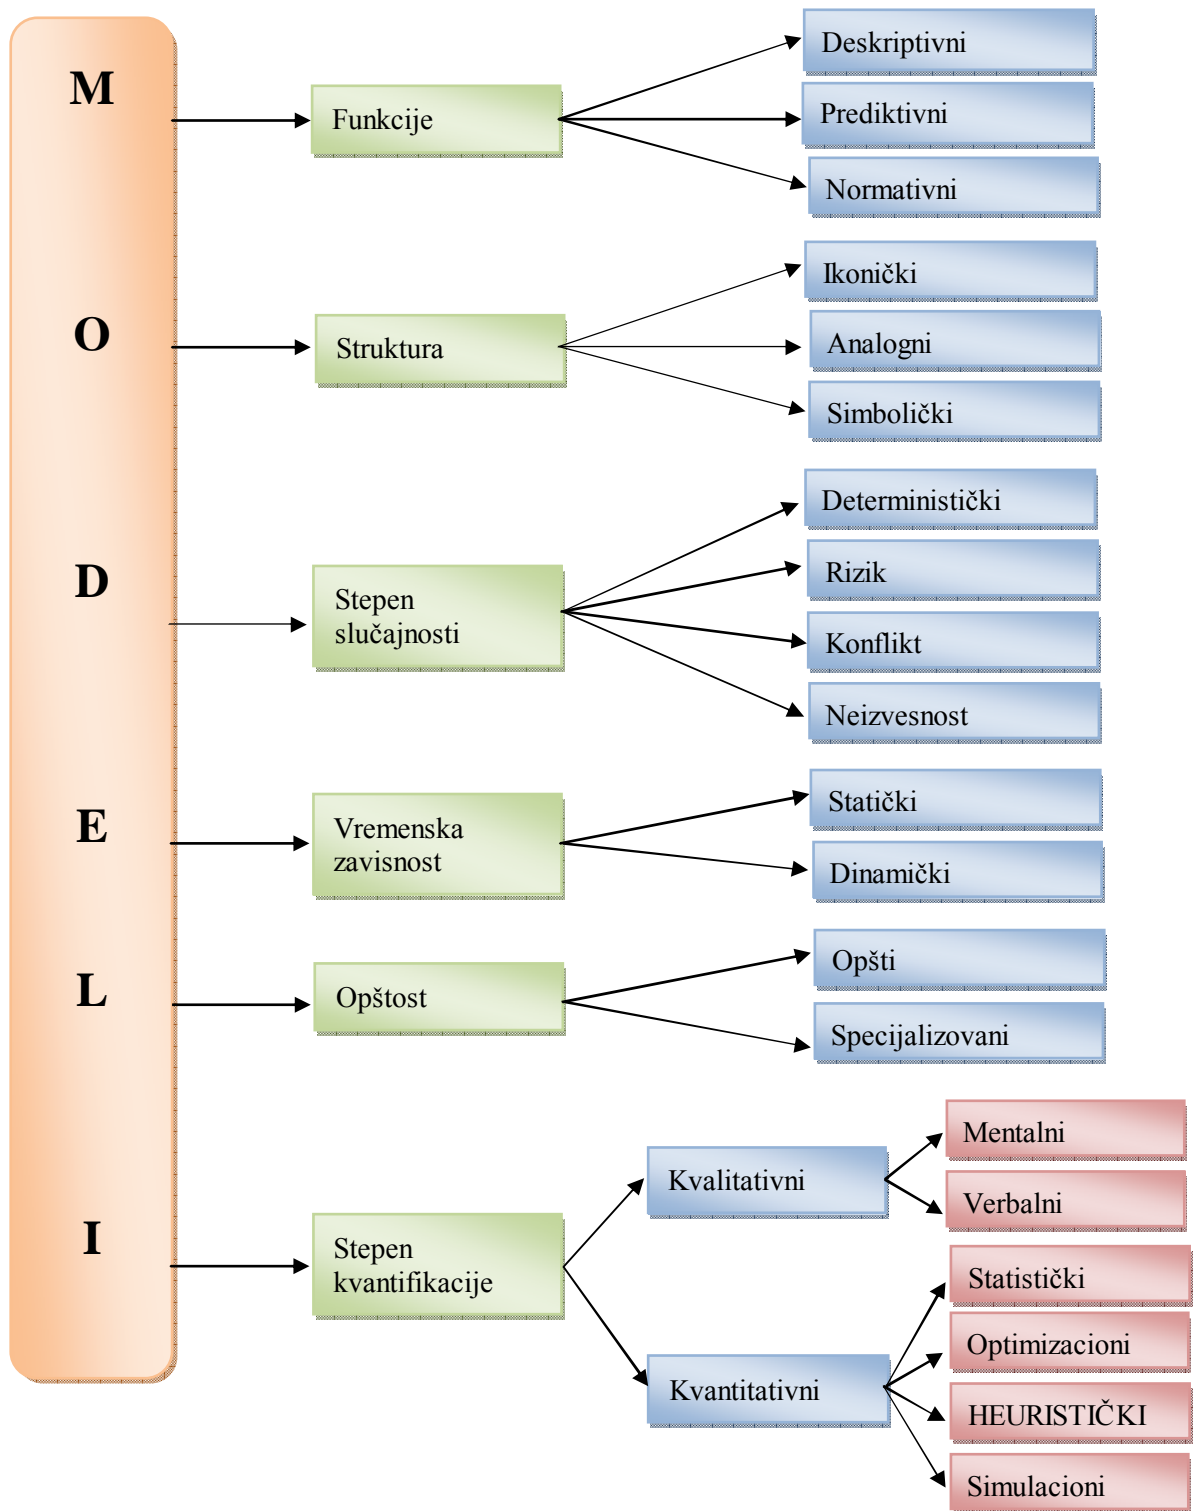 M
O
D
E
L
I
Funkcije
Deskriptivni
Prediktivni
Normativni
Struktura
Ikonički
Analogni
Simbolički
Stepen
slučajnosti
Deterministički
Rizik
Konflikt
Neizvesnost
Vremenska
zavisnost
Statički
Dinamički
Opštost
Opšti
Specijalizovani
Stepen
kvantifikacije
Kvalitativni
Mentalni
Verbalni
Kvantitativni
Statistički
Optimizacioni
HEURISTIČKI
Simulacioni